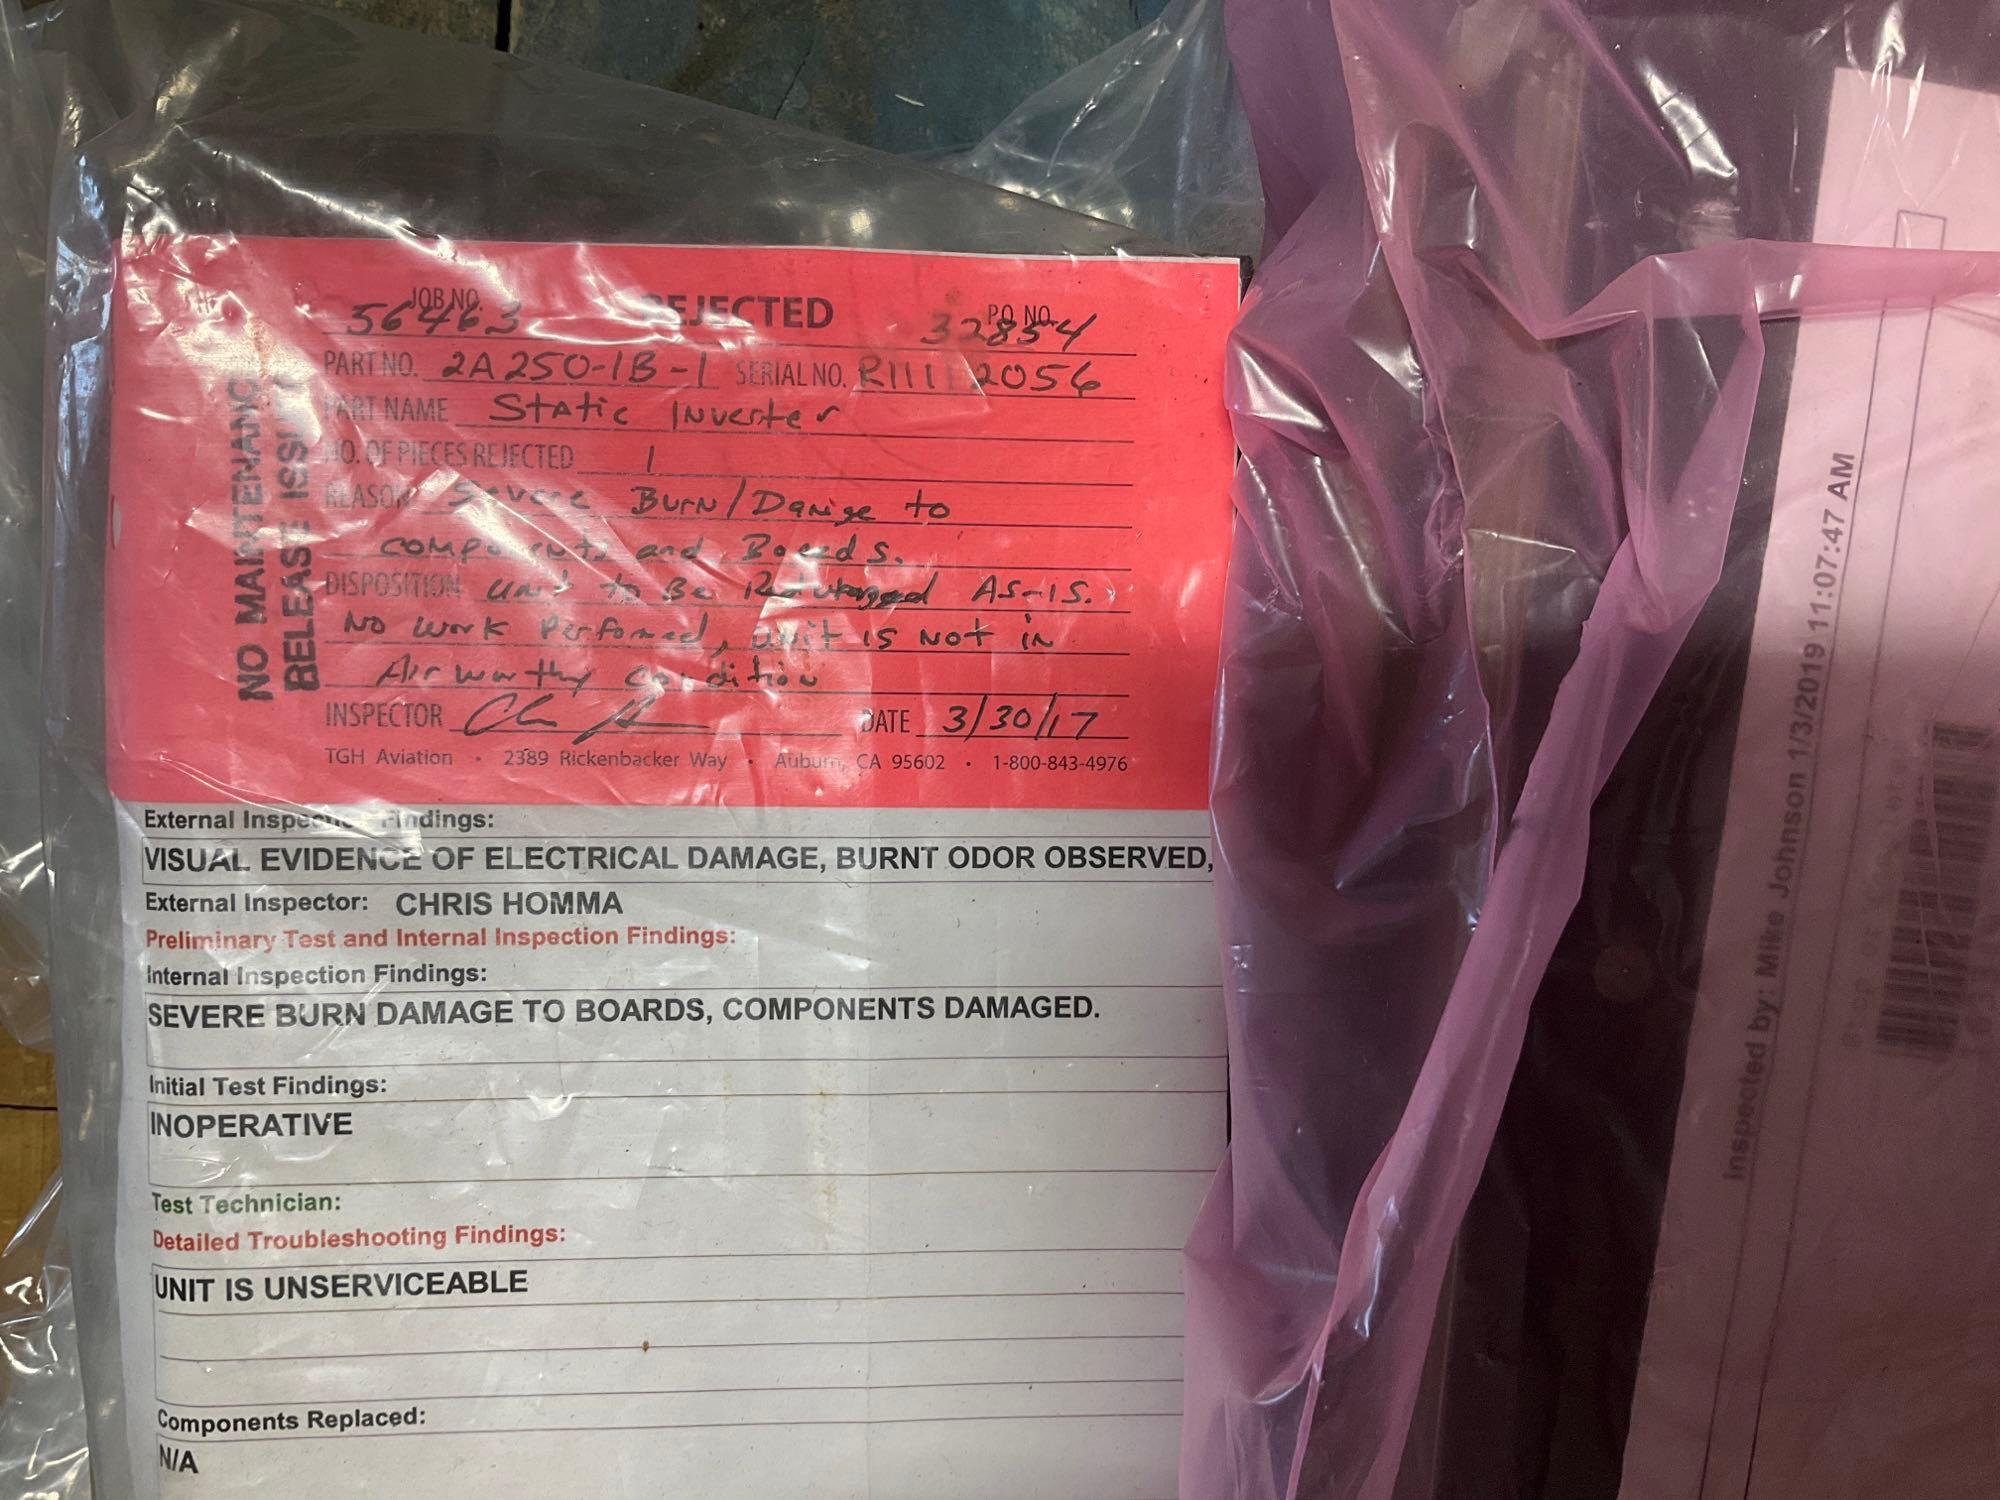 JOB NO. 56463 REJECTED PO NO. 32854
PART NO. 2A250-1B-1 SERIAL NO. R111 2056
PART NAME Static Inverter
NO. OF PIECES REJECTED 1
REASON Severe Burn/Damige to
components and Boards.
DISPOSITION Unit to Be AS-IS.
No work Performed, unit is Not in
Airworthy Condition
INSPECTOR DATE 3/30/17
TGH Aviation • 2389 Rickenbacker Way • Auburn, CA 95602 • 1-800-843-4976
NO MAINTENANCE
RELEASE ISSUED
External Inspection Findings:
VISUAL EVIDENCE OF ELECTRICAL DAMAGE, BURNT ODOR OBSERVED,
External Inspector: CHRIS HOMMA
Preliminary Test and Internal Inspection Findings:
Internal Inspection Findings:
SEVERE BURN DAMAGE TO BOARDS, COMPONENTS DAMAGED.
Initial Test Findings:
INOPERATIVE
Test Technician:
Detailed Troubleshooting Findings:
UNIT IS UNSERVICEABLE
Components Replaced:
N/A
Inspected by: Mike Johnson 1/3/2019 11:07:47 AM